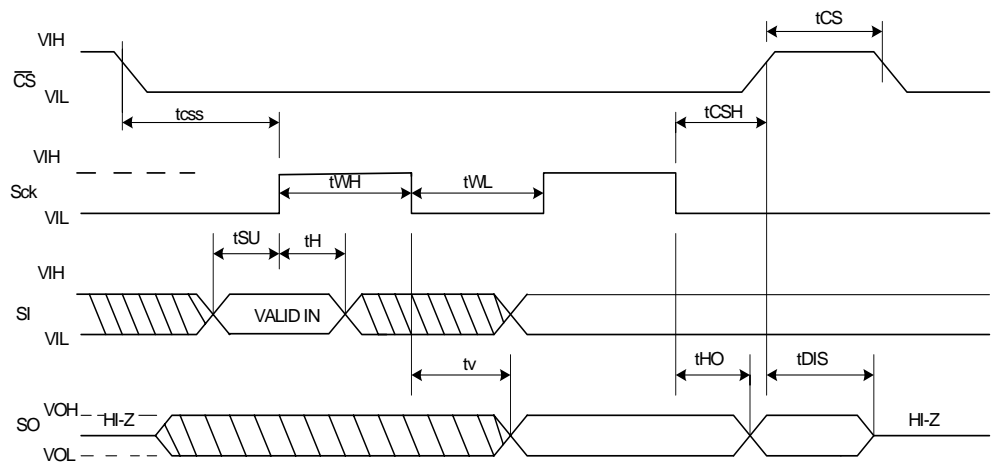 tCS
VIH
C̅S̅
VIL
tcss
tCSH
VIH
Sck
tWH
tWL
VIL
tSU
tH
VIH
SI
VALID IN
VIL
tv
tHO
tDIS
VOH
SO
HI-Z
HI-Z
VOL